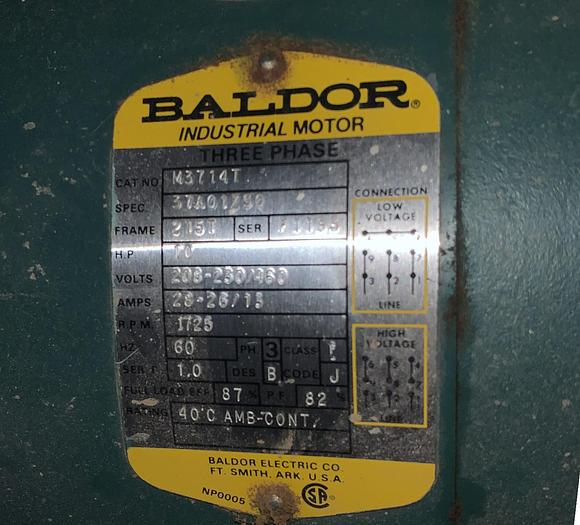 BALDOR®
INDUSTRIAL MOTOR
THREE PHASE
CAT NO M3714T
SPEC.
FRAME 215T SER
H.P 10
VOLTS 208-230/460
AMPS 28-26/13
R.P.M. 1725
HZ 60 PH 3 CLASS
SER.F. 1.0 DES B CODE J
FULL LOAD EFF 87 % P.F. 82 %
RATING 40°C AMB-CONT.
CONNECTION
LOW
VOLTAGE
LINE
HIGH
VOLTAGE
LINE
BALDOR ELECTRIC CO.
FT. SMITH, ARK. U.S.A.
NP0005